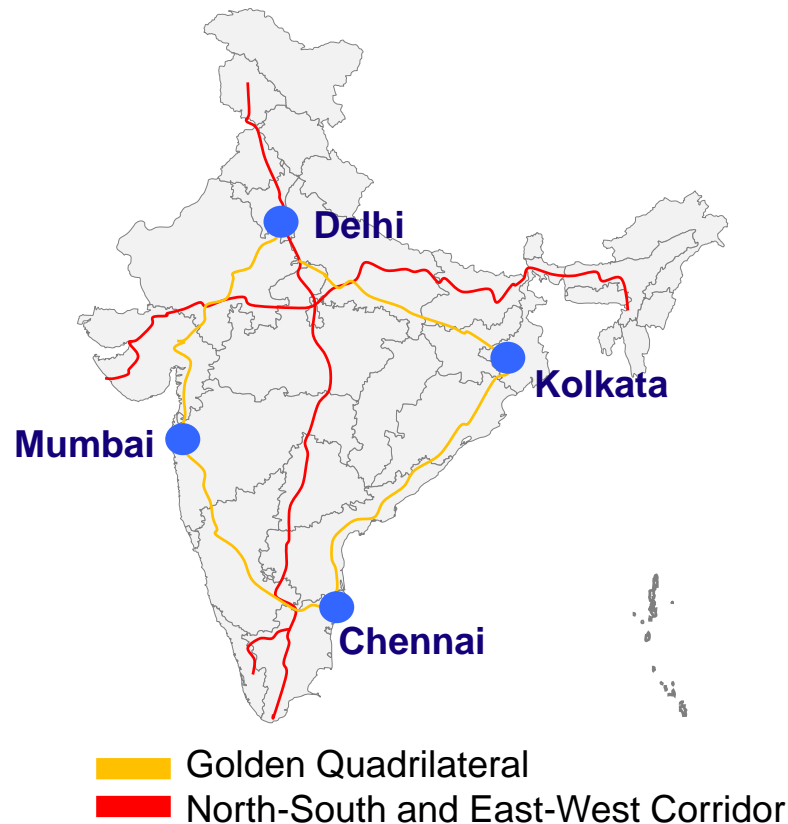 Delhi
Kolkata
Mumbai
Chennai
Golden Quadrilateral
North-South and East-West Corridor